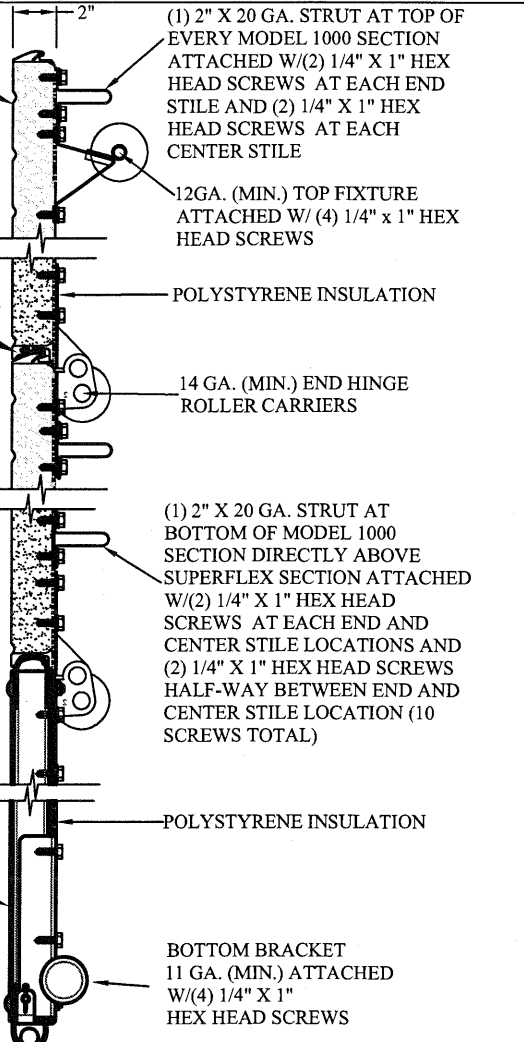 2"
(1) 2" X 20 GA. STRUT AT TOP OF
EVERY MODEL 1000 SECTION
ATTACHED W/(2) 1/4" X 1" HEX
HEAD SCREWS AT EACH END
STILE AND (2) 1/4" X 1" HEX
HEAD SCREWS AT EACH
CENTER STILE
12GA. (MIN.) TOP FIXTURE
ATTACHED W/ (4) 1/4" x 1" HEX
HEAD SCREWS
POLYSTYRENE INSULATION
14 GA. (MIN.) END HINGE
ROLLER CARRIERS
(1) 2" X 20 GA. STRUT AT
BOTTOM OF MODEL 1000
SECTION DIRECTLY ABOVE
SUPERFLEX SECTION ATTACHED
W/(2) 1/4" X 1" HEX HEAD
SCREWS AT EACH END AND
CENTER STILE LOCATIONS AND
(2) 1/4" X 1" HEX HEAD SCREWS
HALF-WAY BETWEEN END AND
CENTER STILE LOCATION (10
SCREWS TOTAL)
POLYSTYRENE INSULATION
BOTTOM BRACKET
11 GA. (MIN.) ATTACHED
W/(4) 1/4" X 1"
HEX HEAD SCREWS